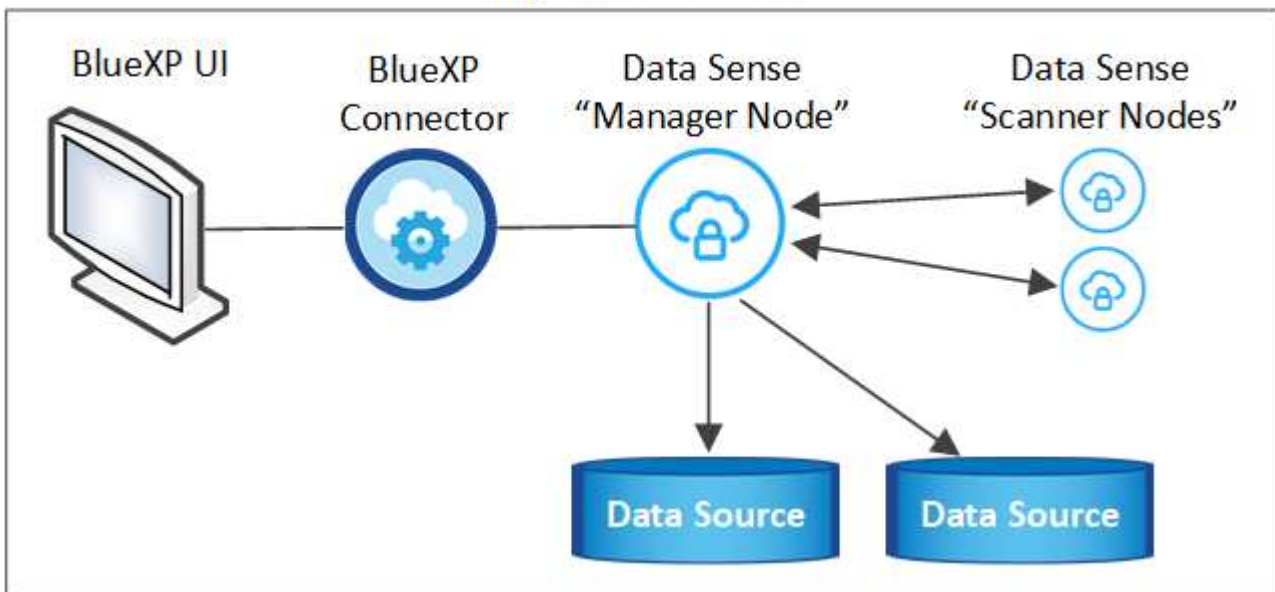 BlueXP UI
BlueXP
Connector
Data Sense
“Manager Node”
Data Sense
“Scanner Nodes”
Data Source
Data Source